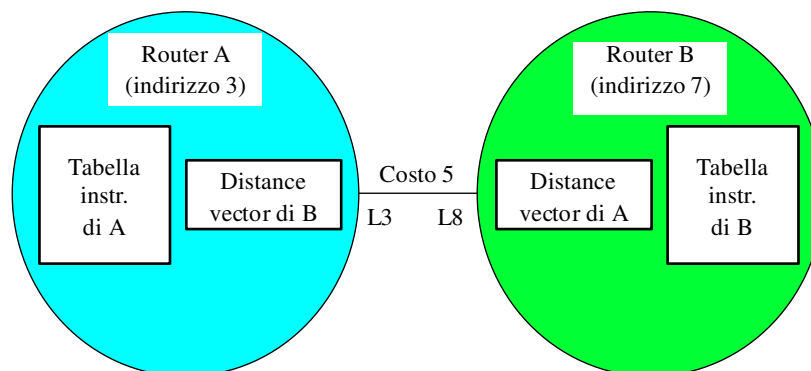 Router A
(indirizzo 3)
Router B
(indirizzo 7)
Tabella
instr.
di A
Distance
vector di B
Costo 5
L3
L8
Distance
vector di A
Tabella
instr.
di B